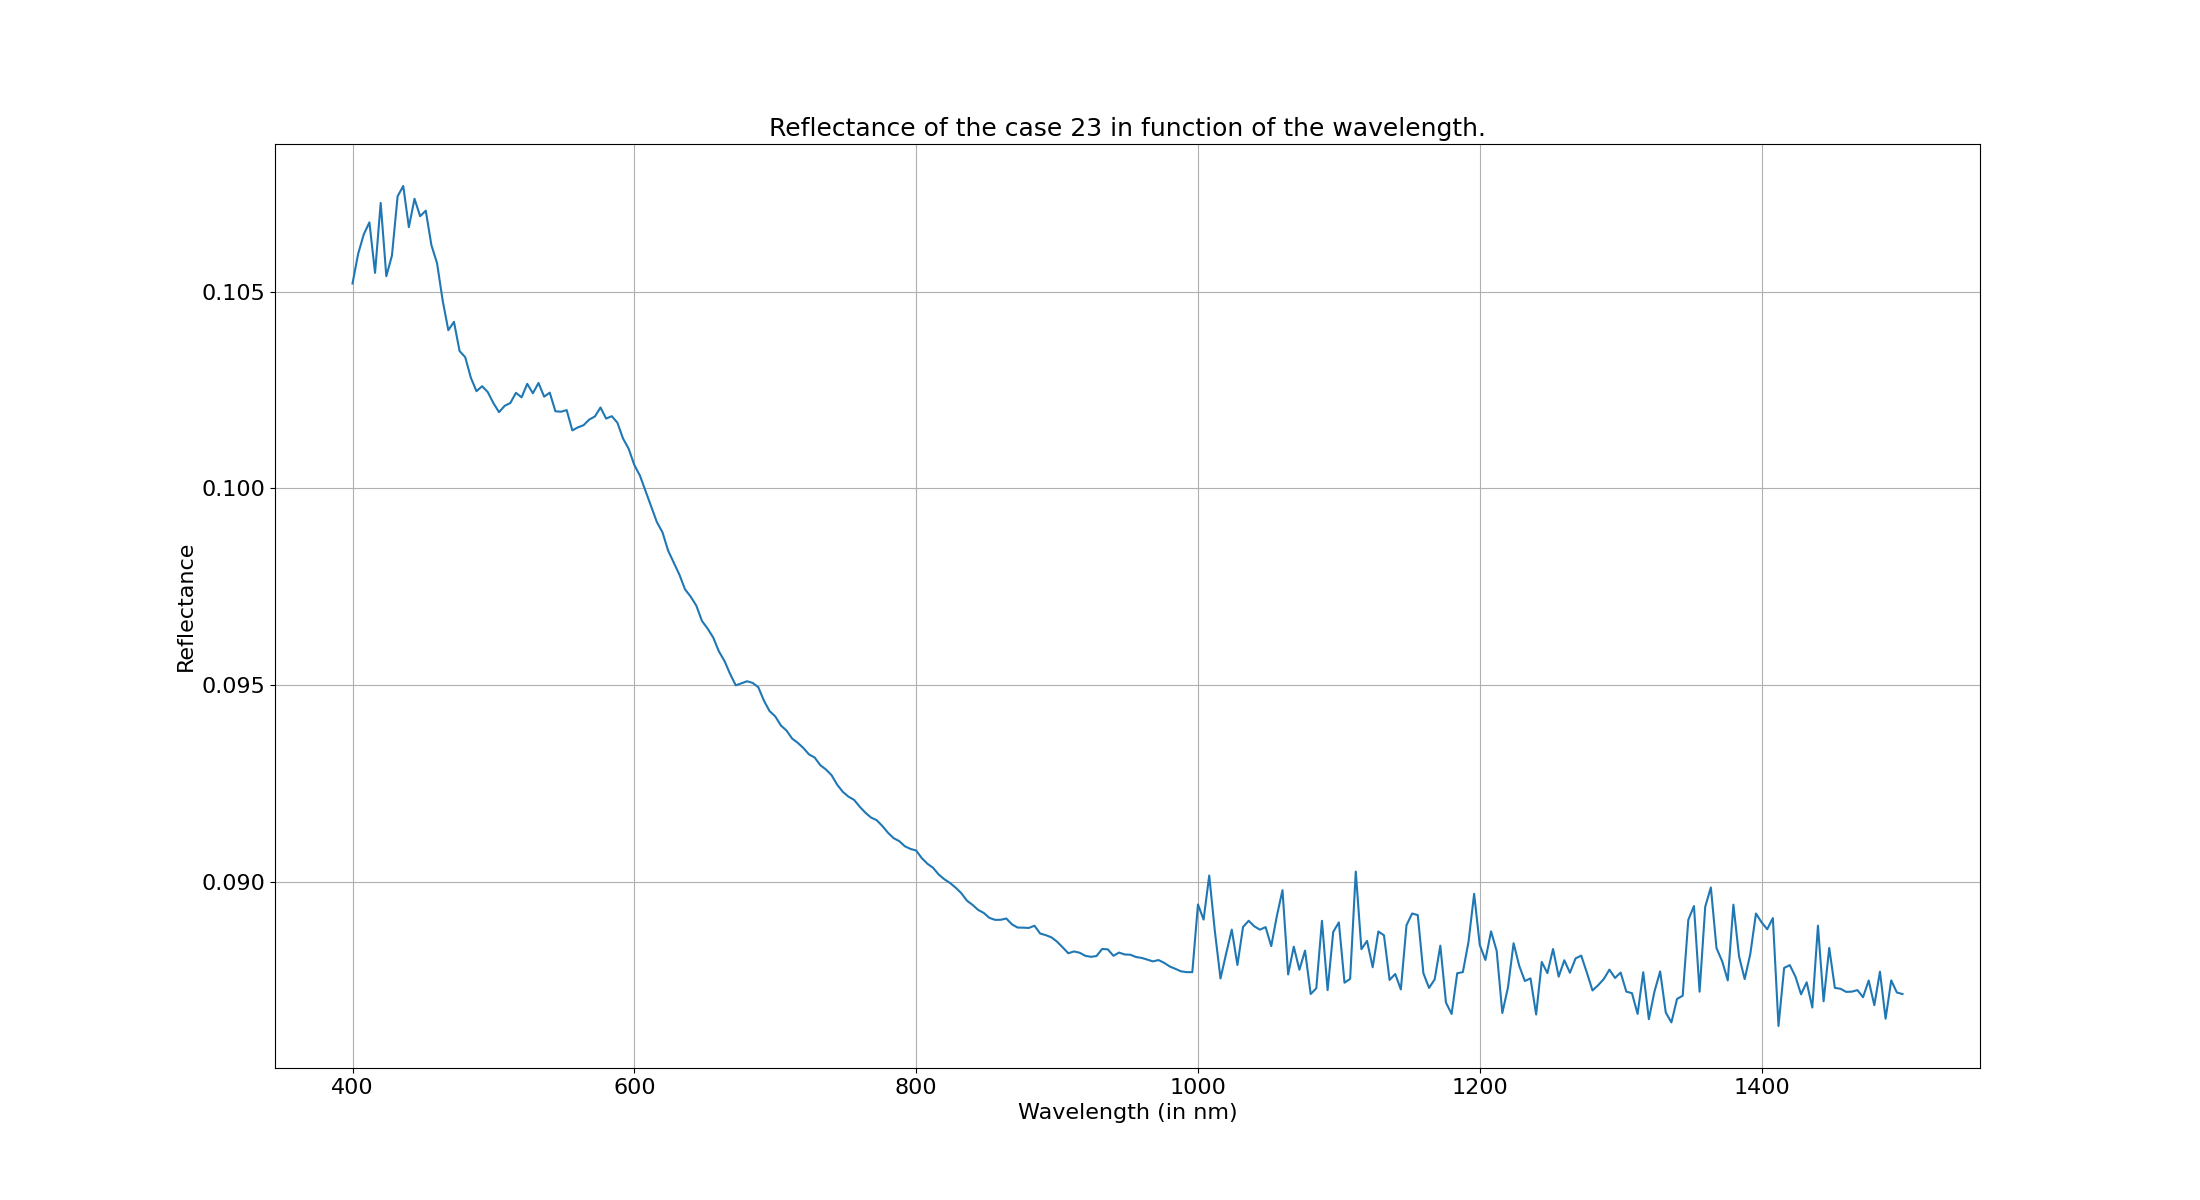 Reflectance of the case 23 in function of the wavelength.
0.105
0.100
0.095
0.090
Reflectance
400 600 800 1000 1200 1400
Wavelength (in nm)